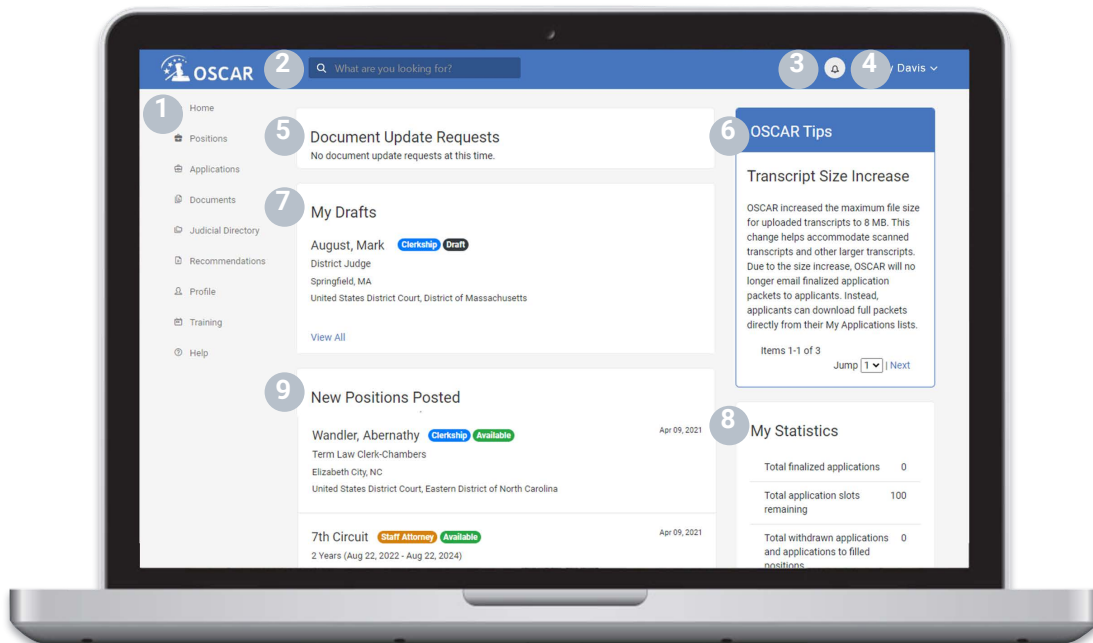 OSCAR
2
What are you looking for?
3
4
Davis
1
Home
Positions
Applications
Documents
Judicial Directory
Recommendations
Profile
Training
Help
5
Document Update Requests
No document update requests at this time.
7
My Drafts
August, Mark Clerkship Draft
District Judge
Springfield, MA
United States District Court, District of Massachusetts
View All
9
New Positions Posted
Wandler, Abernathy Clerkship Available Apr 09, 2021
Term Law Clerk-Chambers
Elizabeth City, NC
United States District Court, Eastern District of North Carolina
7th Circuit Staff Attorney Available Apr 09, 2021
2 Years (Aug 22, 2022 - Aug 22, 2024)
6
OSCAR Tips
Transcript Size Increase
OSCAR increased the maximum file size
for uploaded transcripts to 8 MB. This
change helps accommodate scanned
transcripts and other larger transcripts.
Due to the size increase, OSCAR will no
longer email finalized application
packets to applicants. Instead,
applicants can download full packets
directly from their My Applications lists.
Items 1-1 of 3
Jump 1 | Next
8
My Statistics
Total finalized applications 0
Total application slots 100
remaining
Total withdrawn applications 0
and applications to filled
positions